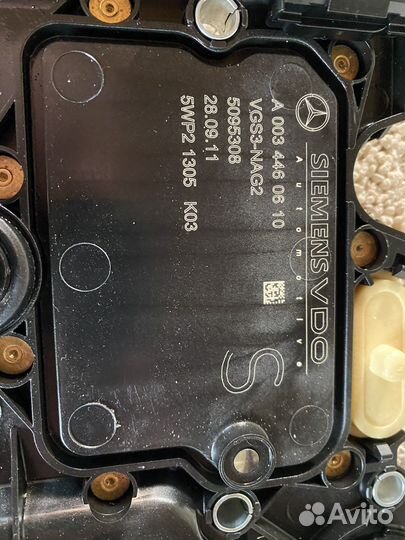 SIEMENS VDO
Automotive
A 003 446 06 10
VGS3-NAG2
5095308
28.09.11
5WP2 1305 K03
S
Avito